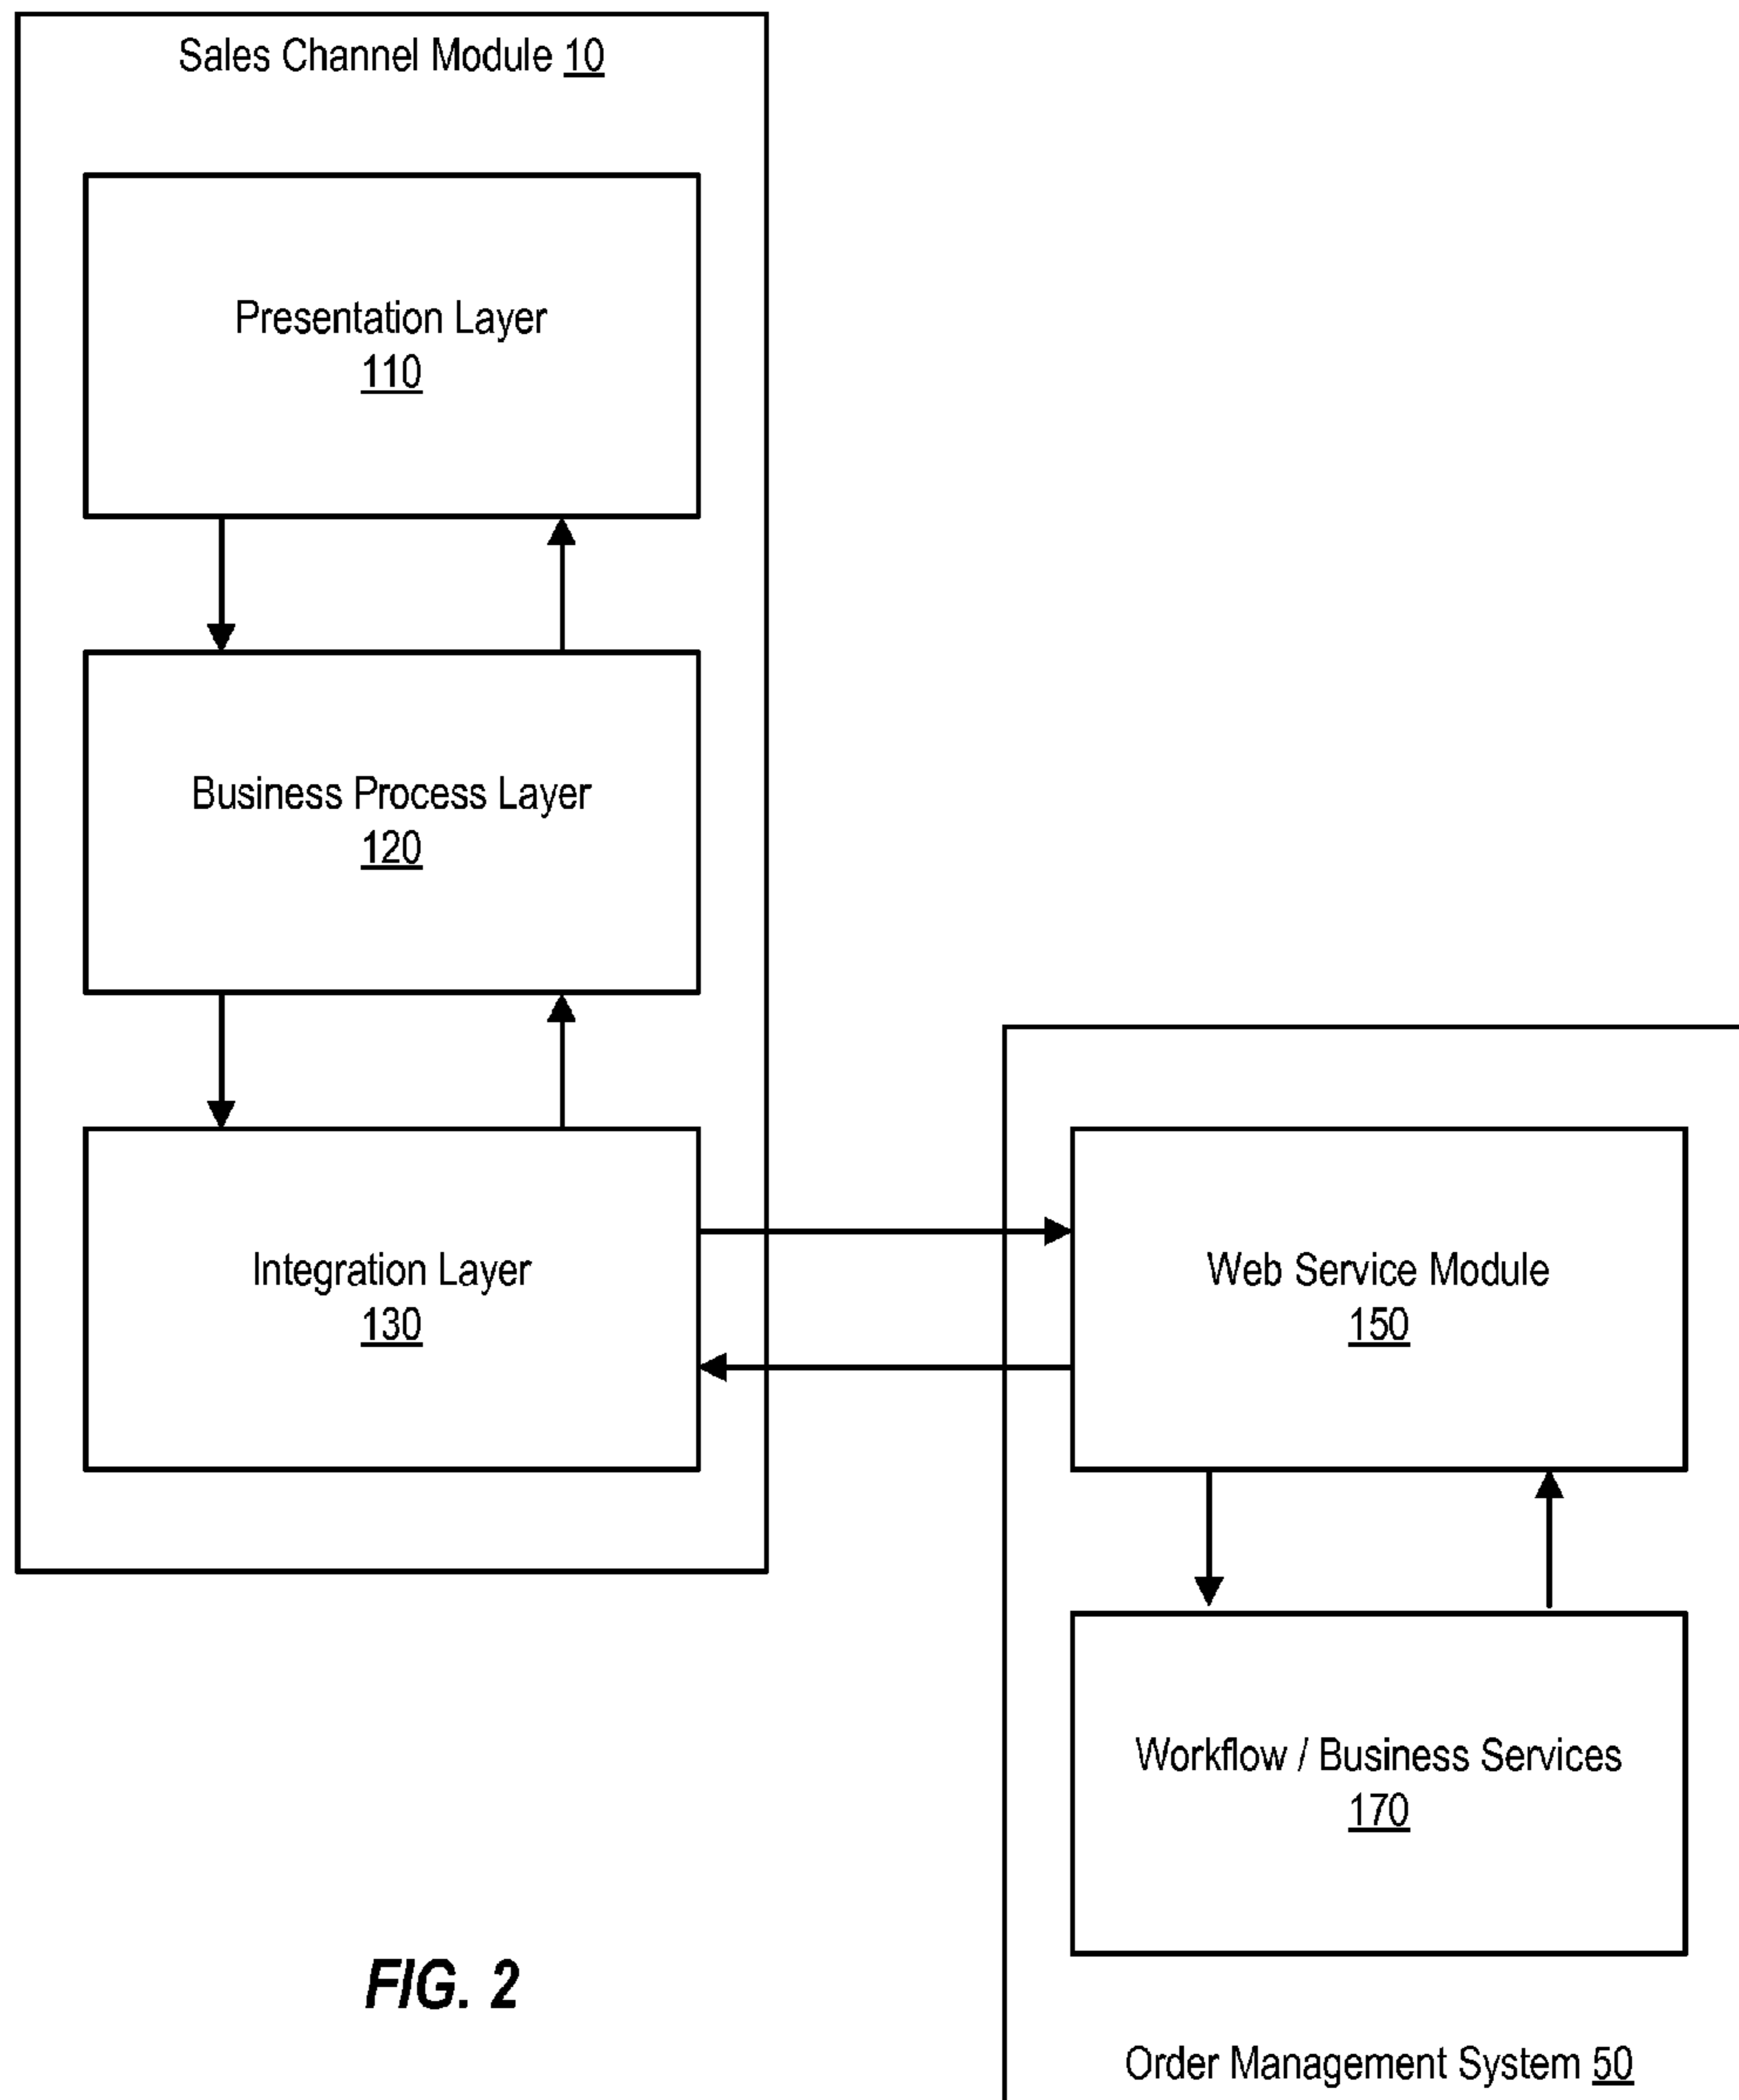 Sales Channel Module 10
Presentation Layer
110
Business Process Layer
120
Integration Layer
130
Web Service Module
150
Workflow / Business Services
170
Order Management System 50
FIG. 2